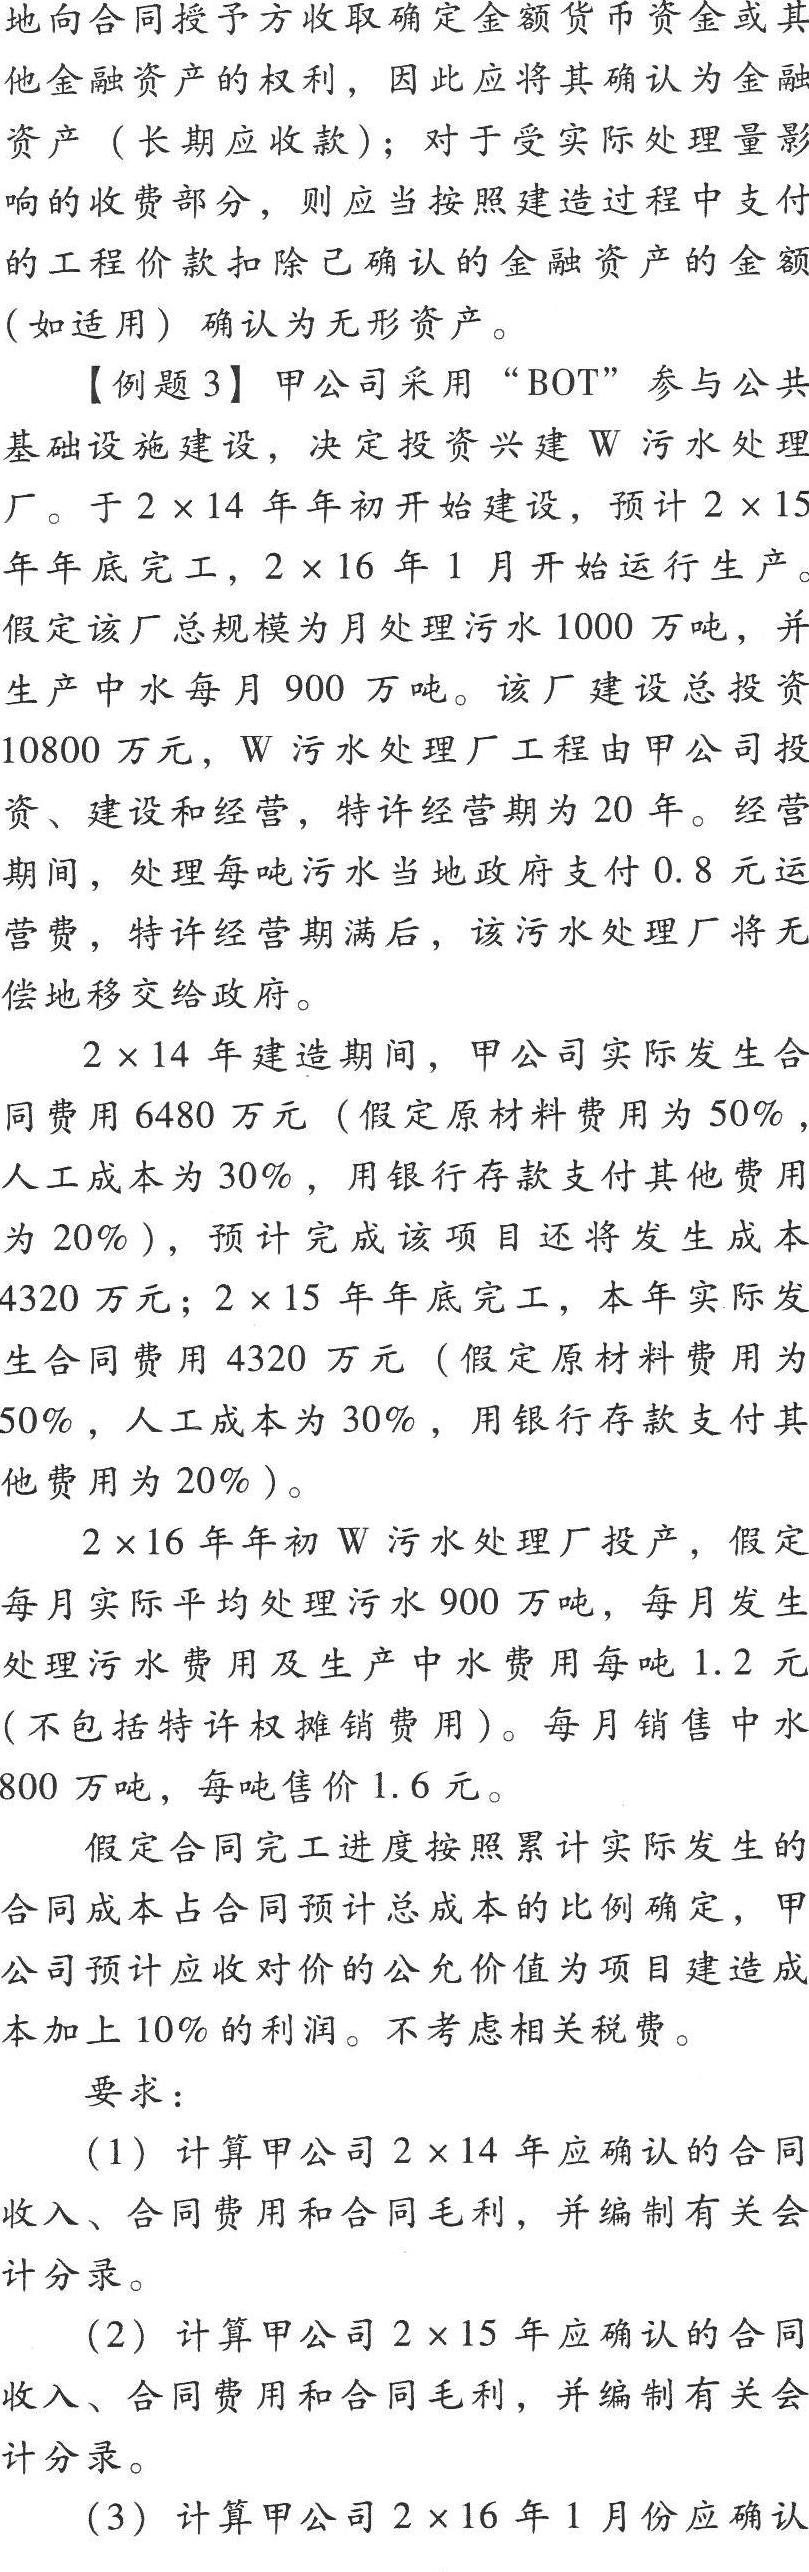 地向合同授予方收取确定金额货币资金或其
他金融资产的权利，因此应将其确认为金融
资产（长期应收款）；对于受实际处理量影
响的收费部分，则应当按照建造过程中支付
的工程价款扣除已确认的金融资产的金额
（如适用）确认为无形资产。
【例题3】甲公司采用“BOT”参与公共
基础设施建设，决定投资兴建W污水处理
厂。于2×14年年初开始建设，预计2×15
年年底完工，2×16年1月开始运行生产。
假定该厂总规模为月处理污水1000万吨，并
生产中水每月900万吨。该厂建设总投资
10800万元，W污水处理厂工程由甲公司投
资、建设和经营，特许经营期为20年。经营
期间，处理每吨污水当地政府支付0.8元运
营费，特许经营期满后，该污水处理厂将无
偿地移交给政府。
2×14年建造期间，甲公司实际发生合
同费用6480万元（假定原材料费用为50%，
人工成本为30%，用银行存款支付其他费用
为20%），预计完成该项目还将发生成本
4320万元；2×15年年底完工，本年实际发
生合同费用4320万元（假定原材料费用为
50%，人工成本为30%，用银行存款支付其
他费用为20%）。
2×16年年初W污水处理厂投产，假定
每月实际平均处理污水900万吨，每月发生
处理污水费用及生产中水费用每吨1.2元
（不包括特许权摊销费用）。每月销售中水
800万吨，每吨售价1.6元。
假定合同完工进度按照累计实际发生的
合同成本占合同预计总成本的比例确定，甲
公司预计应收对价的公允价值为项目建造成
本加上10%的利润。不考虑相关税费。
要求：
（1）计算甲公司2×14年应确认的合同
收入、合同费用和合同毛利，并编制有关会
计分录。
（2）计算甲公司2×15年应确认的合同
收入、合同费用和合同毛利，并编制有关会
计分录。
（3）计算甲公司2×16年1月份应确认